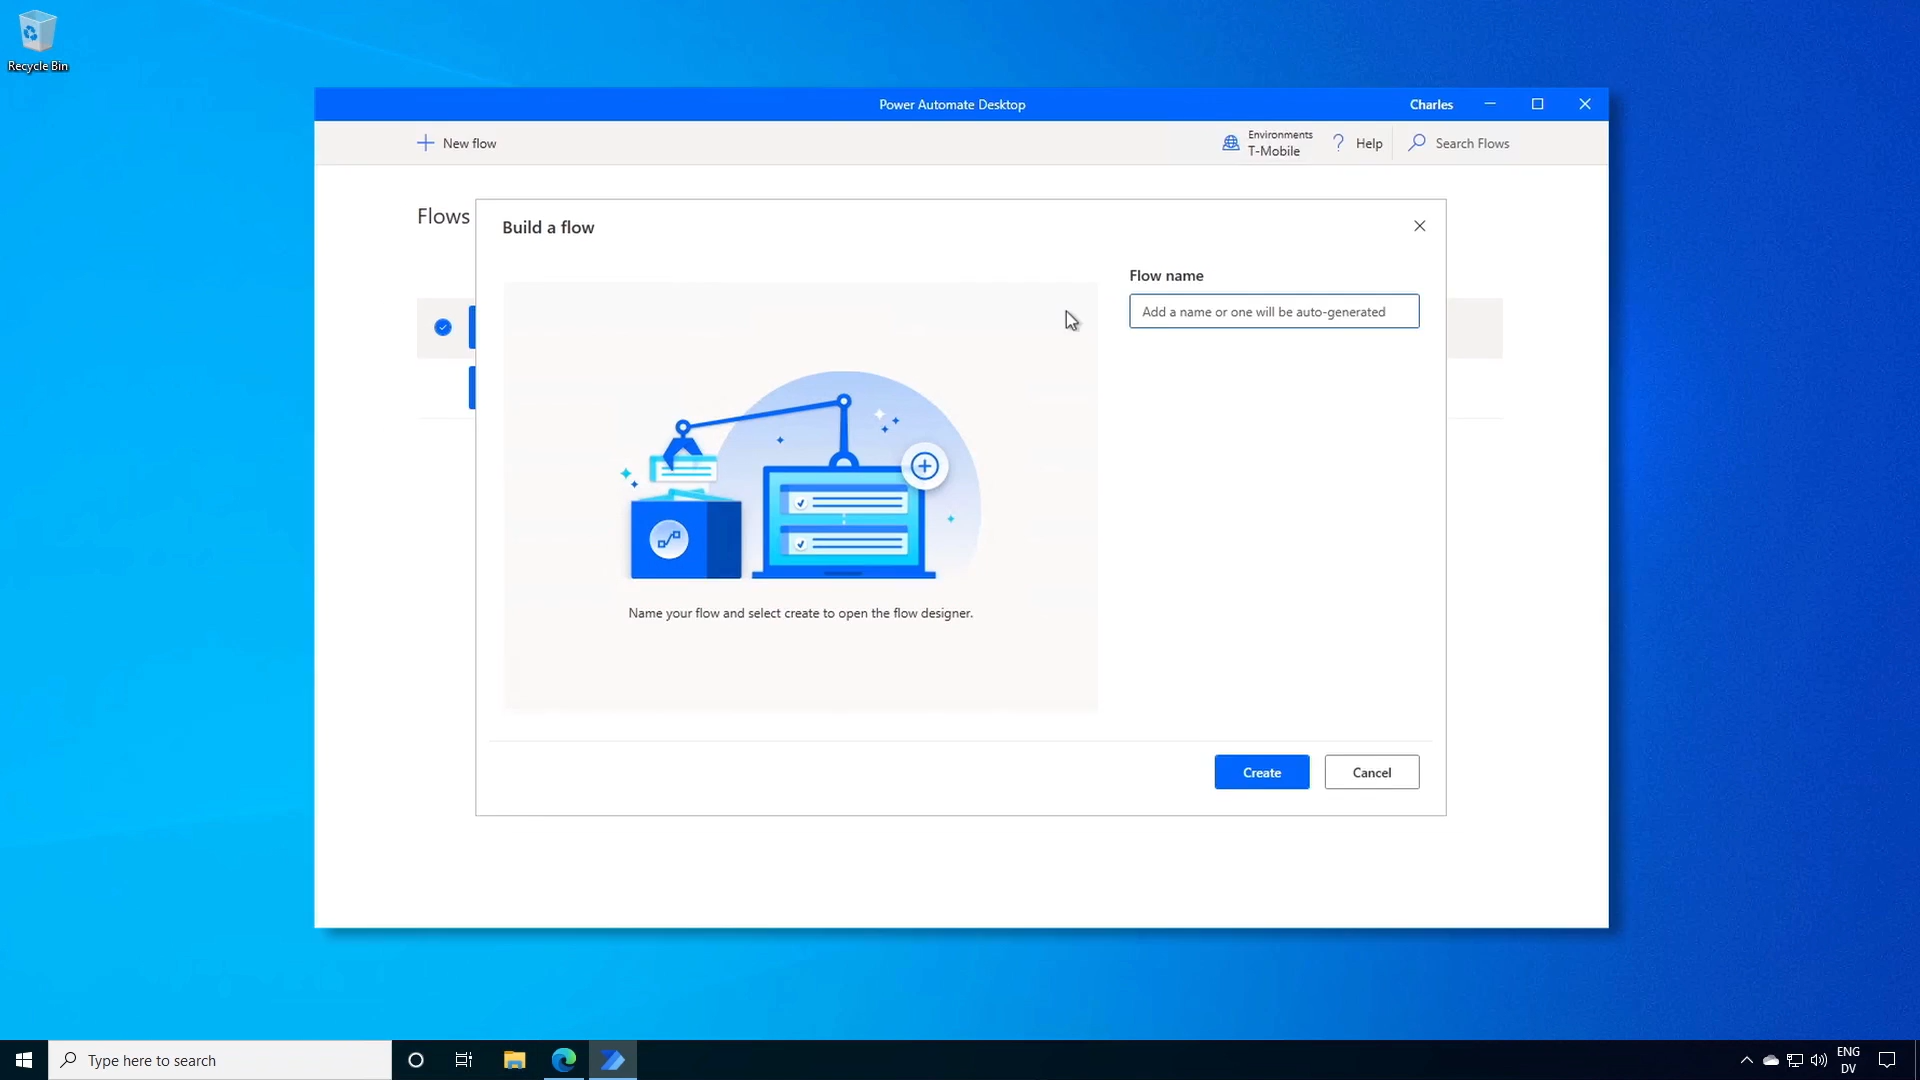 Recycle Bin
Power Automate Desktop
Charles
New flow
Environments
T-Mobile
Help
Search Flows
Flows
Build a flow
Flow name
Add a name or one will be auto-generated
Name your flow and select create to open the flow designer.
Create
Cancel
Type here to search
ENG
DV